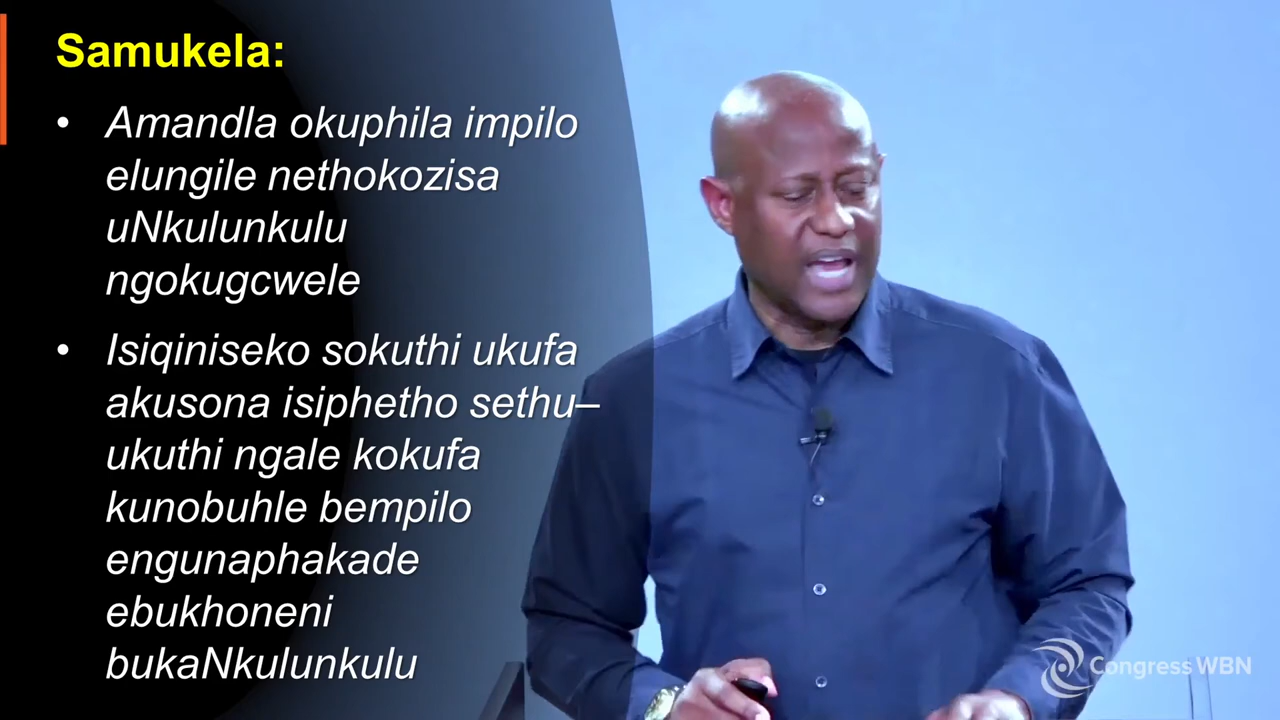 Samukela:
• Amandla okuphila impilo
elungile nethokozisa
uNkulunkulu
ngokugcwele
• Isiqiniseko sokuthi ukufa
akusona isiphetho sethu–
ukuthi ngale kokufa
kunobuhle bempilo
engunaphakade
ebukhoneni
bukaNkulunkulu
Congress WBN